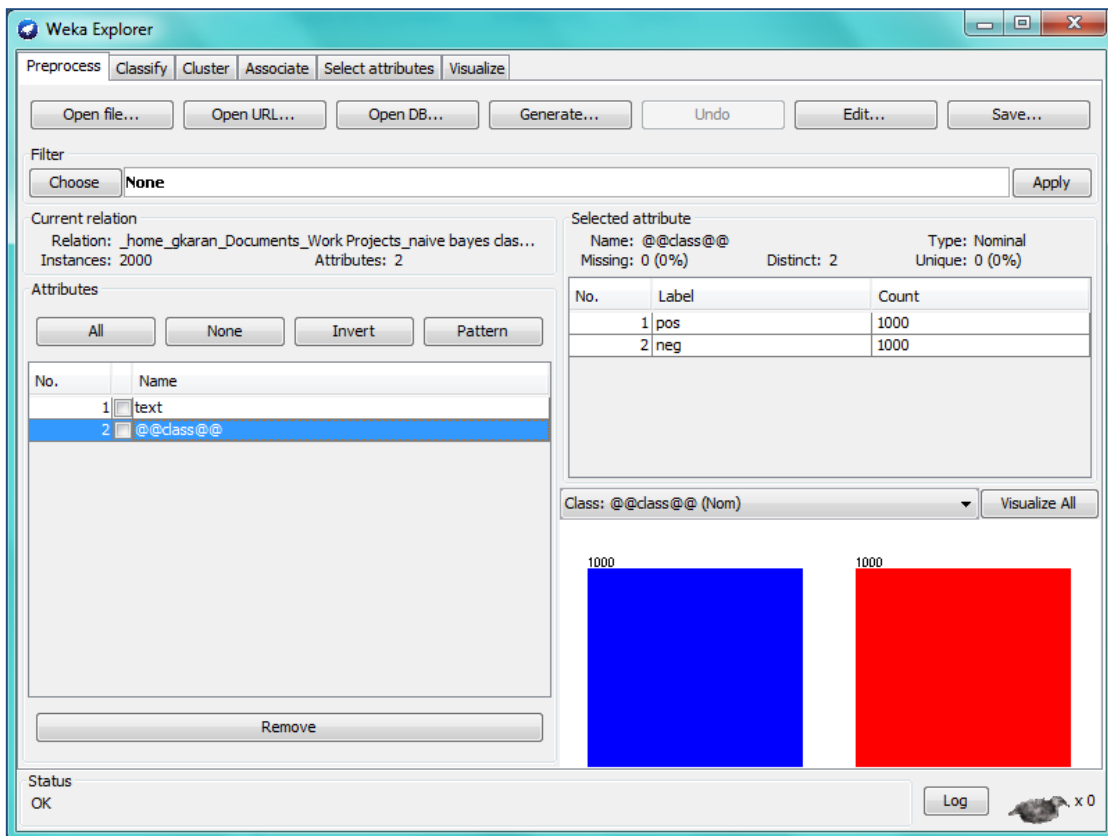 Weka Explorer
Preprocess Classify Cluster Associate Select attributes Visualize
Open file... Open URL... Open DB... Generate... Undo Edit... Save...
Filter
Choose None Apply
Current relation
Relation: _home_gkaran_Documents_Work Projects_naive bayes clas...
Instances: 2000 Attributes: 2
Attributes
All None Invert Pattern
No. Name
1 text
2 @@class@@
Remove
Selected attribute
Name: @@class@@ Type: Nominal
Missing: 0 (0%) Distinct: 2 Unique: 0 (0%)
No. Label Count
1 pos 1000
2 neg 1000
Class: @@class@@ (Nom) Visualize All
1000 1000
Status
OK
Log x 0